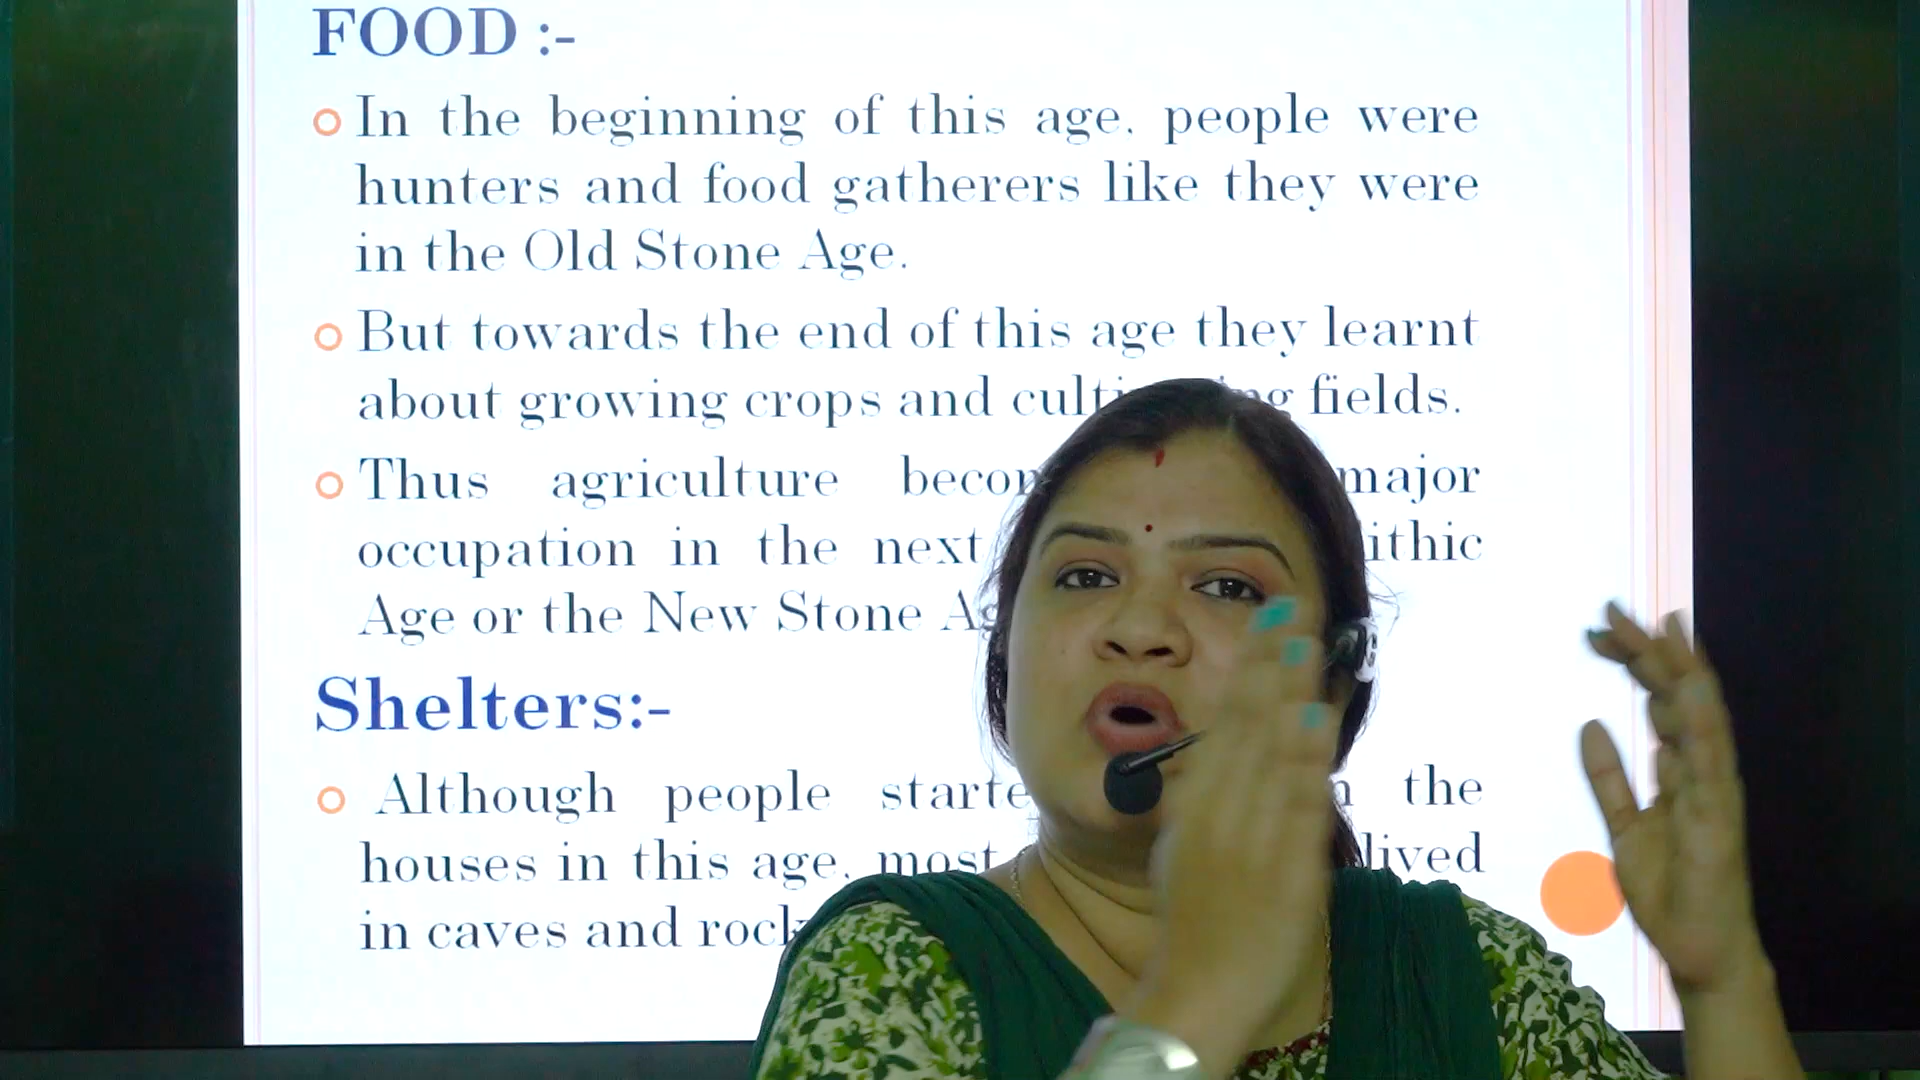 FOOD :-
In the beginning of this age, people were
hunters and food gatherers like they were
in the Old Stone Age.
But towards the end of this age they learnt
about growing crops and fields.
Thus agriculture major
occupation in the next
Age or the New Stone
Shelters:-
Although people the
houses in this age, most lived
in caves and